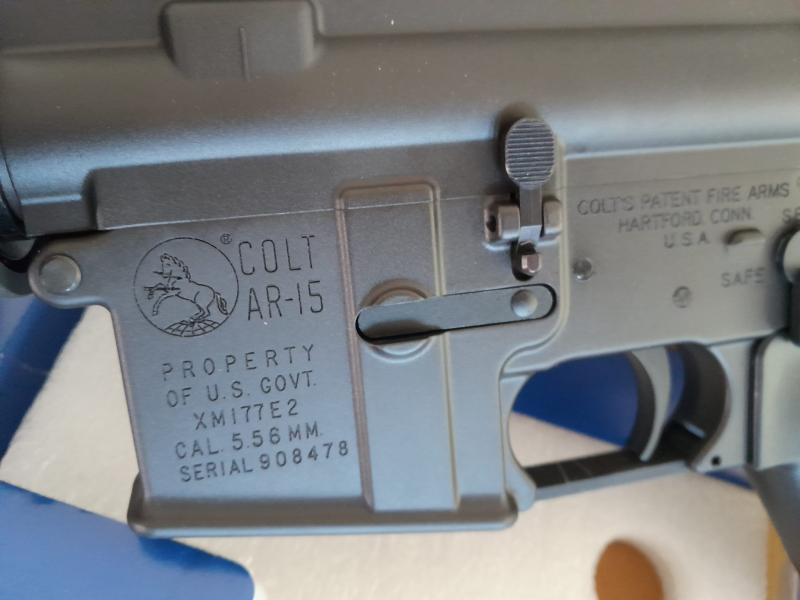 COLT
AR-15
®
PROPERTY
OF U.S. GOVT.
XM177E2
CAL. 5.56 MM.
SERIAL 908478
COLT'S PATENT FIRE ARMS
HARTFORD. CONN.
U.S.A.
SAFE